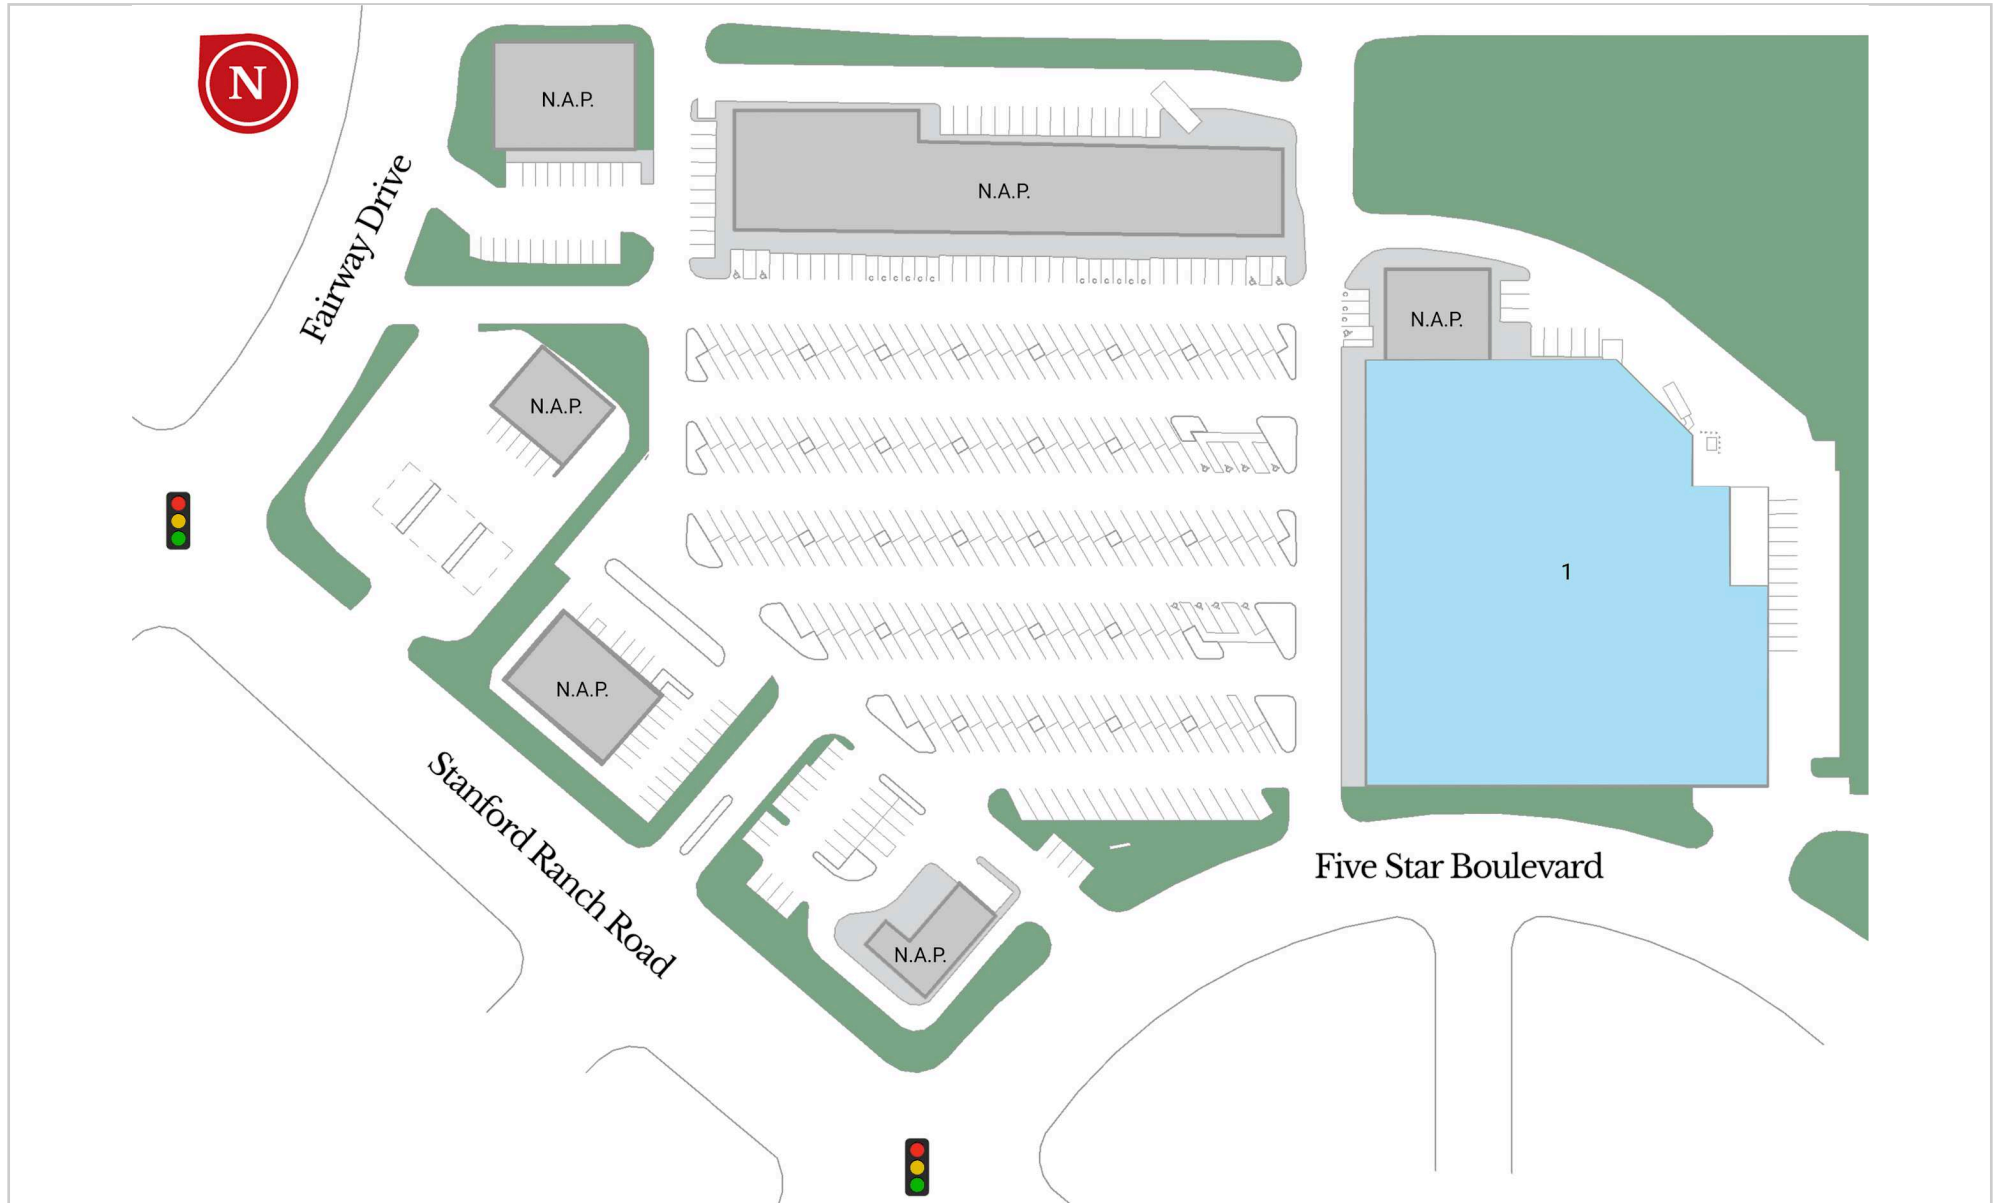 N
N.A.P.
N.A.P.
Fairway Drive
N.A.P.
N.A.P.
1
N.A.P.
Stanford Ranch Road
Five Star Boulevard
N.A.P.